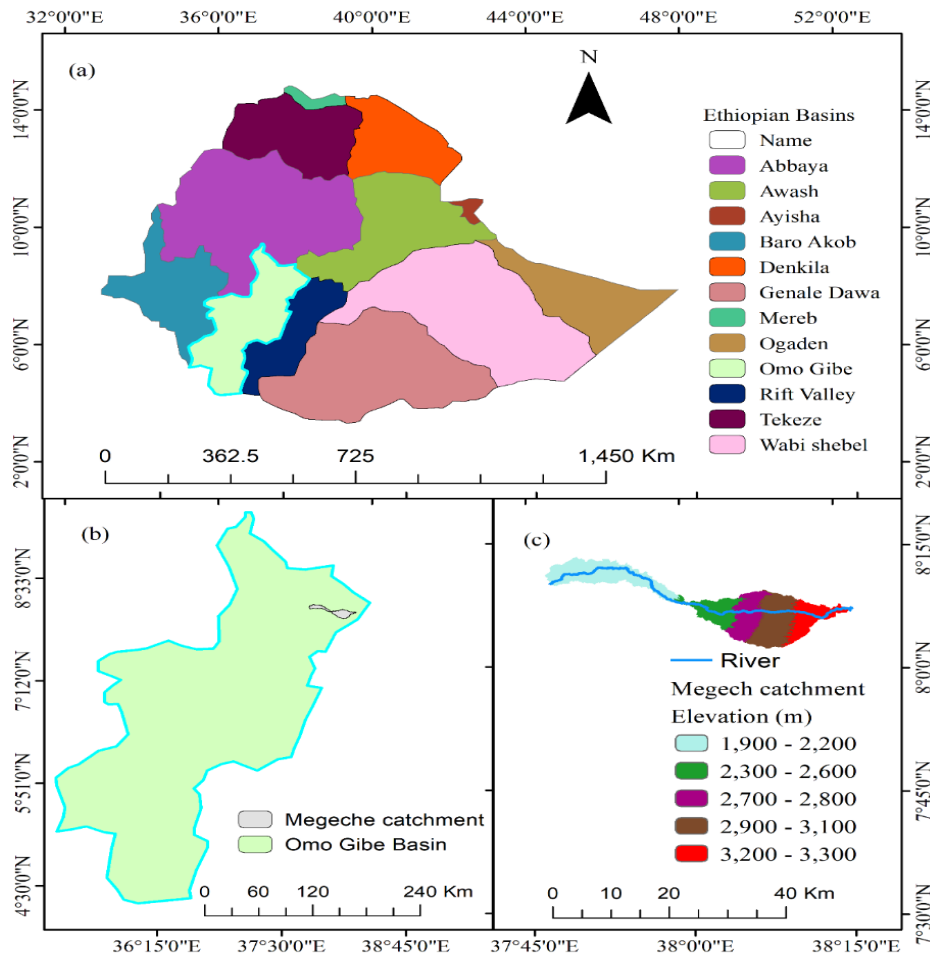 32°0'0"E 36°0'0"E 40°0'0"E 44°0'0"E 48°0'0"E 52°0'0"E
(a)
N
14°0'0"N
10°0'0"N
6°0'0"N
2°0'0"N
14°0'0"N
10°0'0"N
6°0'0"N
2°0'0"N
Ethiopian Basins
Name
Abbaya
Awash
Ayisha
Baro Akob
Denkila
Genale Dawa
Mereb
Ogaden
Omo Gibe
Rift Valley
Tekeze
Wabi shebel
0 362.5 725 1,450 Km
(b)
8°33'0"N
7°12'0"N
5°51'0"N
4°30'0"N
Megeche catchment
Omo Gibe Basin
0 60 120 240 Km
36°15'0"E 37°30'0"E 38°45'0"E
(c)
8°15'0"N
8°0'0"N
7°45'0"N
7°30'0"N
River
Megech catchment
Elevation (m)
1,900 - 2,200
2,300 - 2,600
2,700 - 2,800
2,900 - 3,100
3,200 - 3,300
0 10 20 40 Km
37°45'0"E 38°0'0"E 38°15'0"E